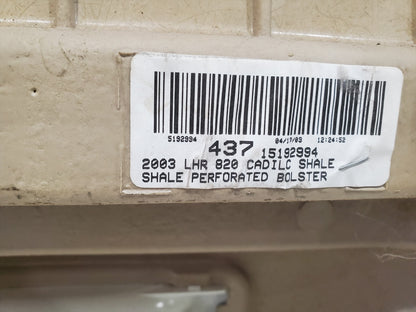 5192994 04/17/03 12:24:52
437 15192994
2003 LHR 820 CADILC SHALE
SHALE PERFORATED BOLSTER